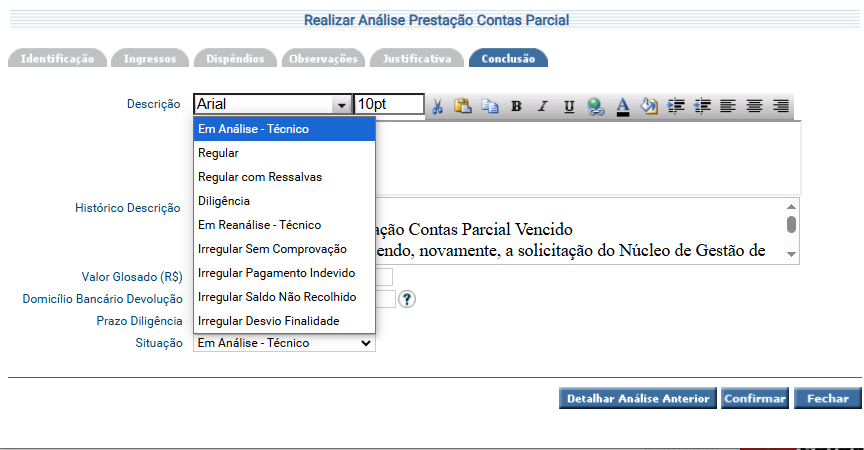 Realizar Análise Prestação Contas Parcial
Identificação Ingressos Dispêndios Observações Justificativa Conclusão
Descrição Arial 10pt B I U A
Em Análise - Técnico
Regular
Regular com Ressalvas
Diligência
Histórico Descrição
Em Reanálise - Técnico
ação Contas Parcial Vencido
Irregular Sem Comprovação
endo, novamente, a solicitação do Núcleo de Gestão de
Valor Glosado (R$) Irregular Pagamento Indevido
Domicílio Bancário Devolução Irregular Saldo Não Recolhido ?
Prazo Diligência Irregular Desvio Finalidade
Situação Em Análise - Técnico
Detalhar Análise Anterior Confirmar Fechar